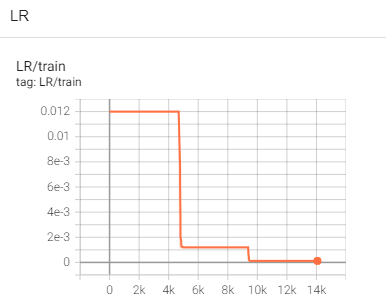 LR
LR/train
tag: LR/train
0.012
0.01
8e-3
6e-3
4e-3
2e-3
0
0 2k 4k 6k 8k 10k 12k 14k